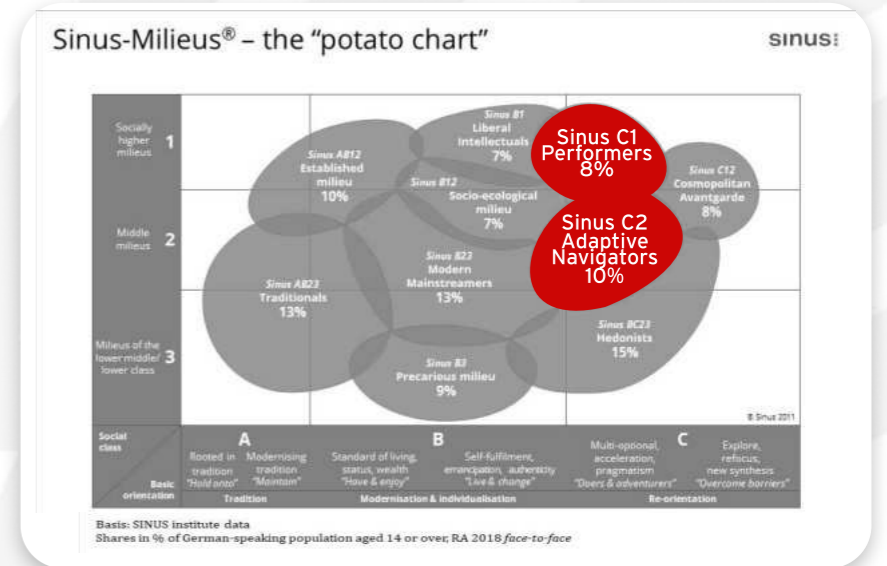 Sinus-Milieus® – the “potato chart”
sınus:
Socially
higher
milieus
1
Middle
milieus
2
Milieus of the
lower middle/
lower class
3
Sinus B1
Liberal
Intellectuals
7%
Sinus C1
Performers
8%
Sinus AB12
Established
milieu
10%
Sinus B12
Socio-ecological
milieu
7%
Sinus C12
Cosmopolitan
Avantgarde
8%
Sinus C2
Adaptive
Navigators
10%
Sinus AB23
Traditionals
13%
Sinus B23
Modern
Mainstreamers
13%
Sinus BC23
Hedonists
15%
Sinus B3
Precarious milieu
9%
© Sinus 2011
Social
class
Basic
orientation
A
Rooted in
tradition
"Hold onto"
Modernising
tradition
"Maintain"
Tradition
B
Standard of living,
status, wealth
"Have & enjoy"
Self-fulfilment,
emancipation, authenticity
"Live & change"
Modernisation & individualisation
C
Multi-optional,
acceleration,
pragmatism
"Doers & adventurers"
Explore,
refocus,
new synthesis
"Overcome barriers"
Re-orientation
Basis: SINUS institute data
Shares in % of German-speaking population aged 14 or over, RA 2018 face-to-face